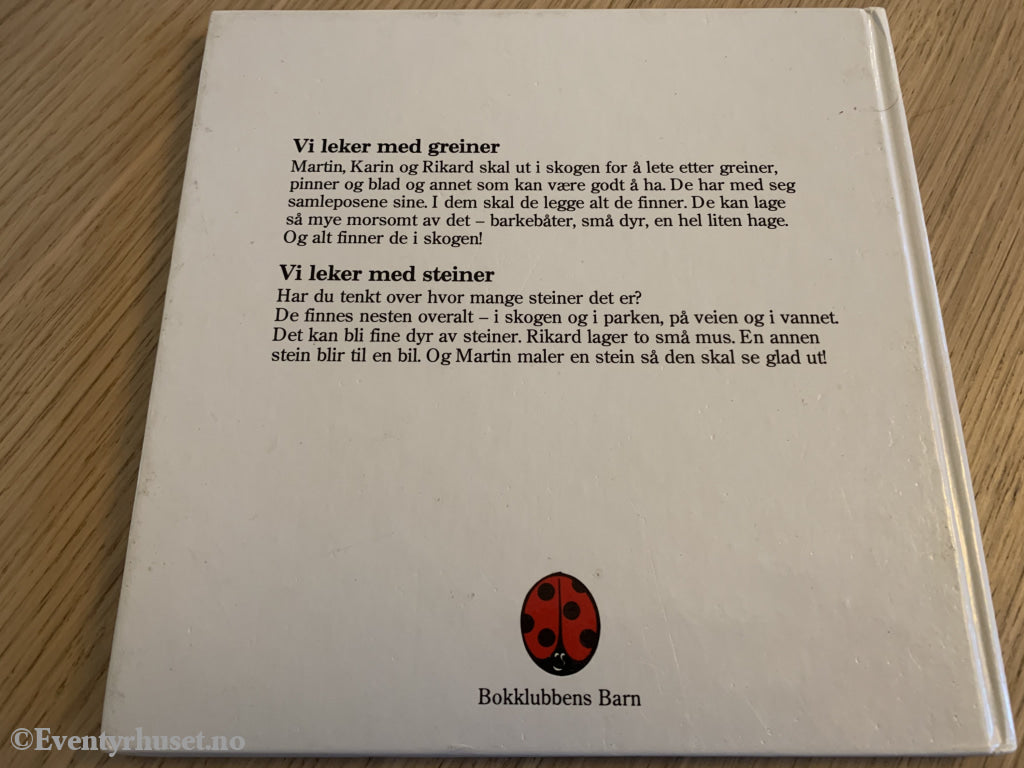 Vi leker med greiner
Martin, Karin og Rikard skal ut i skogen for å lete etter greiner,
pinner og blad og annet som kan være godt å ha. De har med seg
samleposene sine. I dem skal de legge alt de finner. De kan lage
så mye morsomt av det – barkebåter, små dyr, en hel liten hage.
Og alt finner de i skogen!
Vi leker med steiner
Har du tenkt over hvor mange steiner det er?
De finnes nesten overalt – i skogen og i parken, på veien og i vannet.
Det kan bli fine dyr av steiner. Rikard lager to små mus. En annen
stein blir til en bil. Og Martin maler en stein så den skal se glad ut!
Bokklubbens Barn
©Eventyrhuset.no